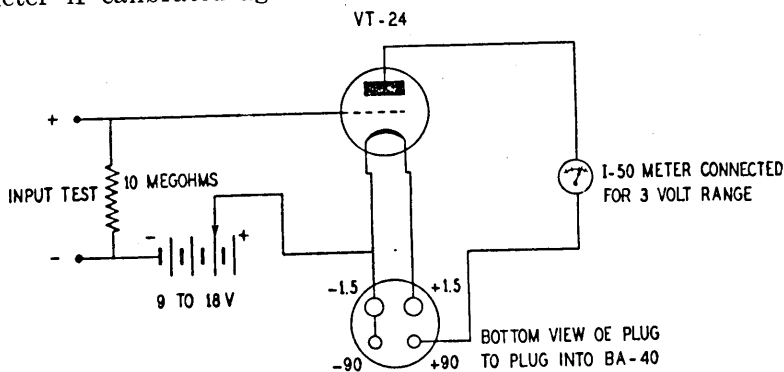 VT-24
+
INPUT TEST
10 MEGOHMS
-
- +
9 TO 18 V
I-50 METER CONNECTED
FOR 3 VOLT RANGE
-1.5 +1.5
-90 +90
BOTTOM VIEW OE PLUG
TO PLUG INTO BA-40